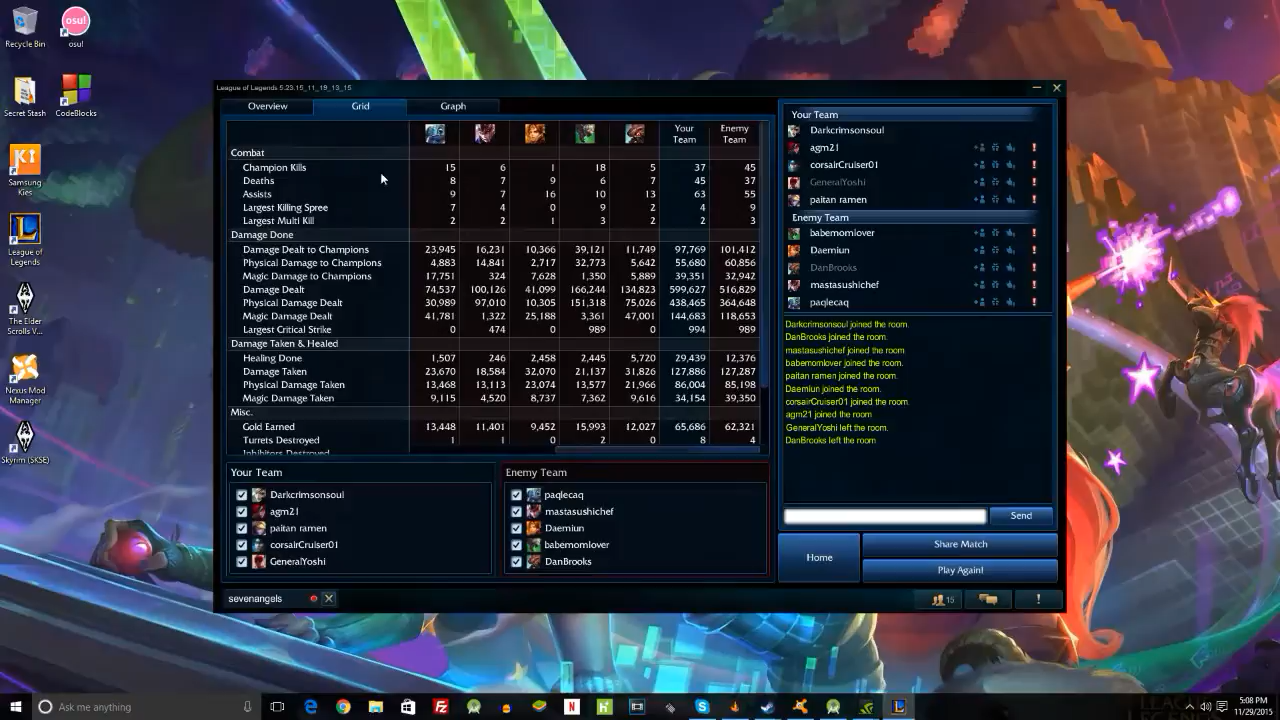 Recycle Bin
osu!
osu!
Secret Stash
CodeBlocks
Samsung Kies
League of Legends
The Elder Scrolls V...
Nexus Mod Manager
Skyrim (SKSE)
League of Legends 5.23.15_11_19_13_15
Overview Grid Graph
Your Team Enemy Team
Combat
Champion Kills 15 6 1 18 5 37 45
Deaths 8 7 9 6 7 45 37
Assists 9 7 16 10 13 63 55
Largest Killing Spree 7 4 0 9 2 4 9
Largest Multi Kill 2 2 1 3 2 2 3
Damage Done
Damage Dealt to Champions 23,945 16,231 10,366 39,121 11,749 97,769 101,412
Physical Damage to Champions 4,883 14,841 2,717 32,773 5,642 55,680 60,856
Magic Damage to Champions 17,751 324 7,628 1,350 5,889 39,351 32,942
Damage Dealt 74,537 100,126 41,099 166,244 134,823 599,627 516,829
Physical Damage Dealt 30,989 97,010 10,305 151,318 75,026 438,465 364,648
Magic Damage Dealt 41,781 1,322 25,188 3,361 47,001 144,683 118,653
Largest Critical Strike 0 474 0 989 0 994 989
Damage Taken & Healed
Healing Done 1,507 246 2,458 2,445 5,720 29,439 12,376
Damage Taken 23,670 18,584 32,070 21,137 31,826 127,886 127,287
Physical Damage Taken 13,468 13,113 23,074 13,577 21,966 86,004 85,198
Magic Damage Taken 9,115 4,520 8,737 7,362 9,616 34,154 39,350
Misc.
Gold Earned 13,448 11,401 9,452 15,993 12,027 65,686 62,321
Turrets Destroyed 1 1 0 2 0 8 4
Inhibitors Destroyed
Your Team
Darkcrimsonsoul
agm21
paitan ramen
corsairCruiser01
GeneralYoshi
Enemy Team
paqlecaq
mastasushichef
Daemiun
babemomlover
DanBrooks
sevenangels
Your Team
Darkcrimsonsoul
agm21
corsairCruiser01
GeneralYoshi
paitan ramen
Enemy Team
babemomlover
Daemiun
DanBrooks
mastasushichef
paqlecaq
Darkcrimsonsoul joined the room.
DanBrooks joined the room.
mastasushichef joined the room
babemomlover joined the room.
paitan ramen joined the room.
Daemiun joined the room.
corsairCruiser01 joined the room.
agm21 joined the room
GeneralYoshi left the room.
DanBrooks left the room
Send
Home
Share Match
Play Again!
15
Ask me anything
5:08 PM
11/29/2015